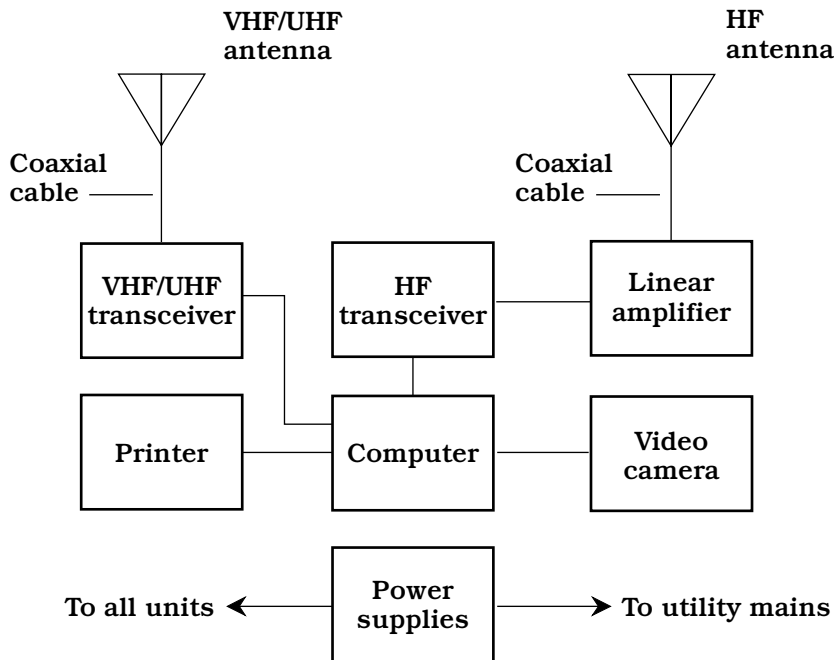 VHF/UHF
antenna
HF
antenna
Coaxial
cable
Coaxial
cable
VHF/UHF
transceiver
HF
transceiver
Linear
amplifier
Printer
Computer
Video
camera
To all units
Power
supplies
To utility mains